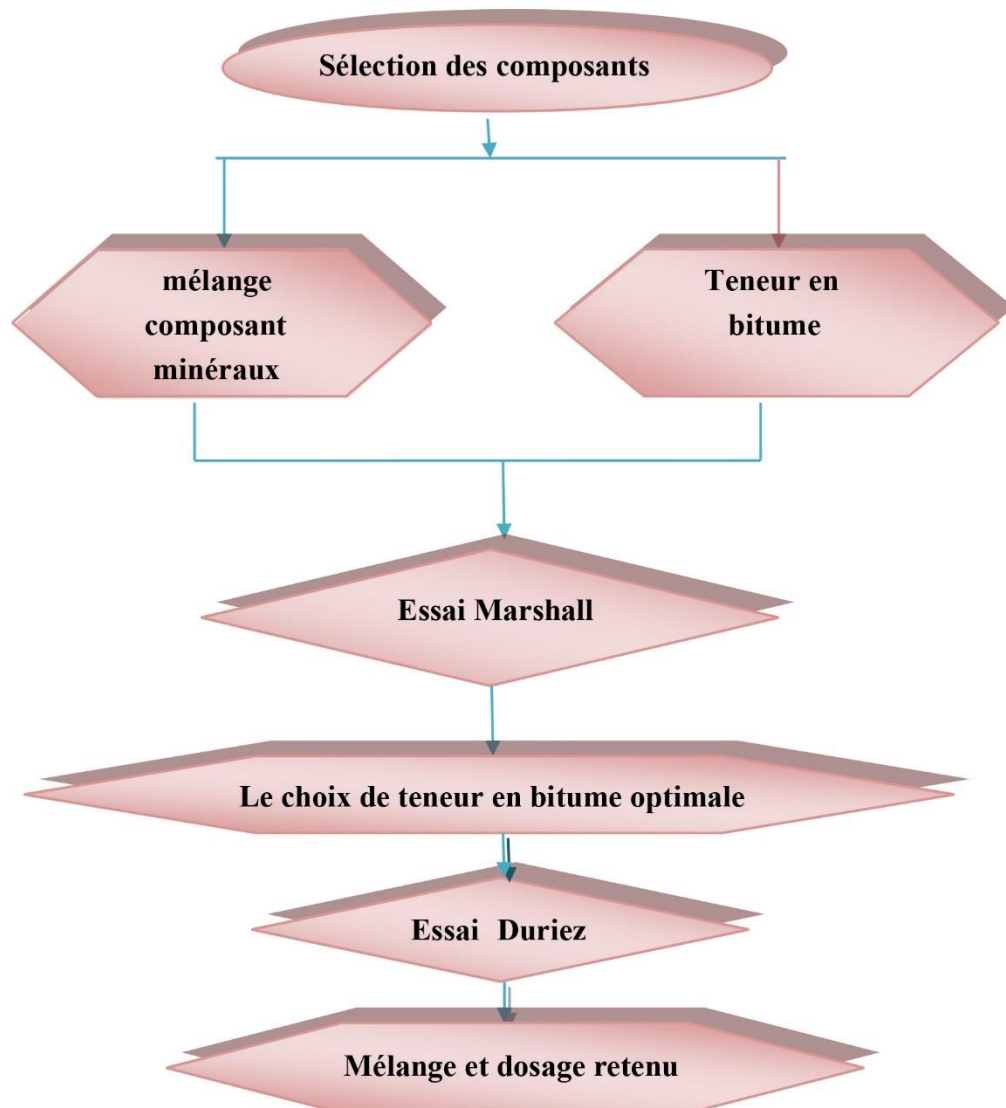 Sélection des composants
mélange
composant
minéraux
Teneur en
bitume
Essai Marshall
Le choix de teneur en bitume optimale
Essai Duriez
Mélange et dosage retenu